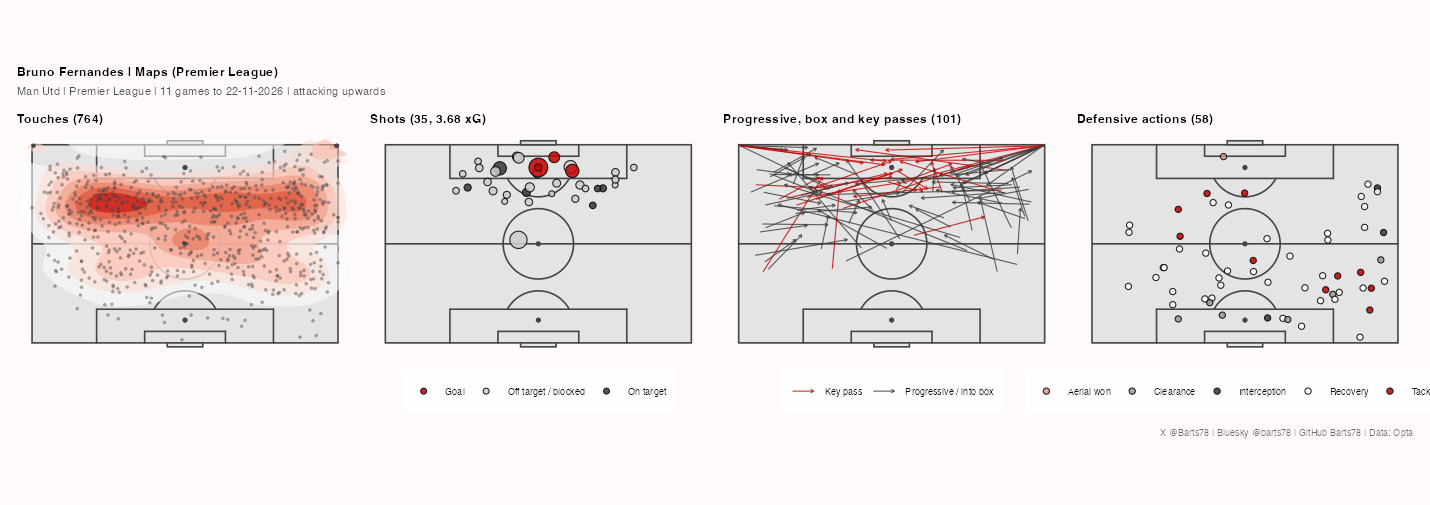 Bruno Fernandes | Maps (Premier League)
Man Utd | Premier League | 11 games to 22-11-2026 | attacking upwards
Touches (764)
Shots (35, 3.68 xG)
Progressive, box and key passes (101)
Defensive actions (58)
Goal
Off target / blocked
On target
Key pass
Progressive / into box
Aerial won
Clearance
Interception
Recovery
Tack
X @Barts78 | Bluesky @barts78 | GitHub Barts78 | Data: Opta